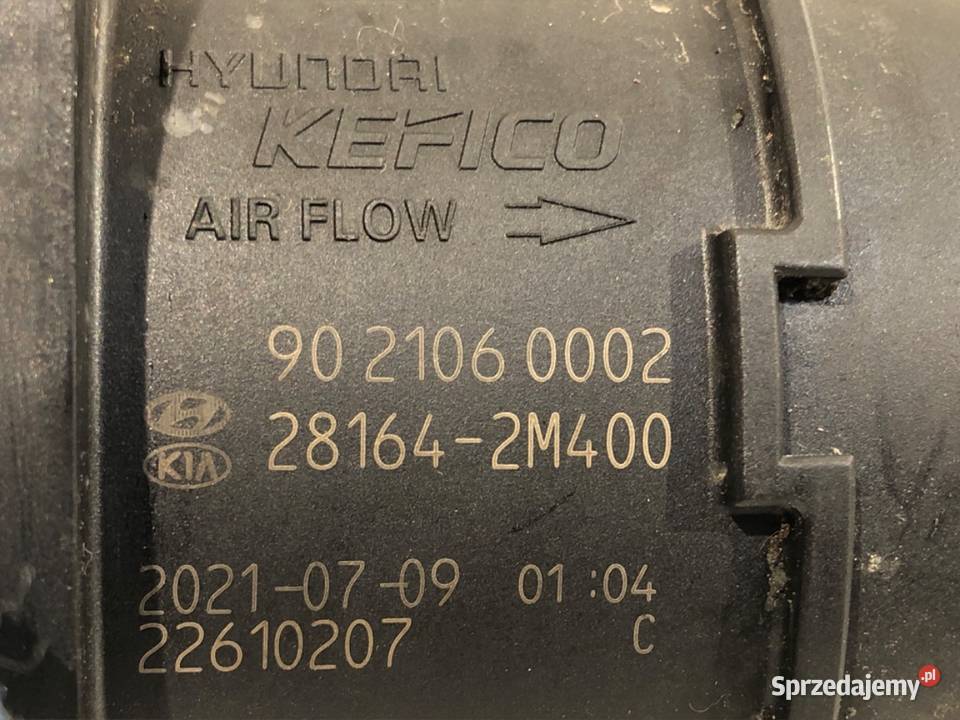 HYUNDAI
KEFICO
AIR FLOW
90 2106 0002
28164-2M400
KIA
2021-07-09 01:04
22610207 C
Sprzedajemy.pl